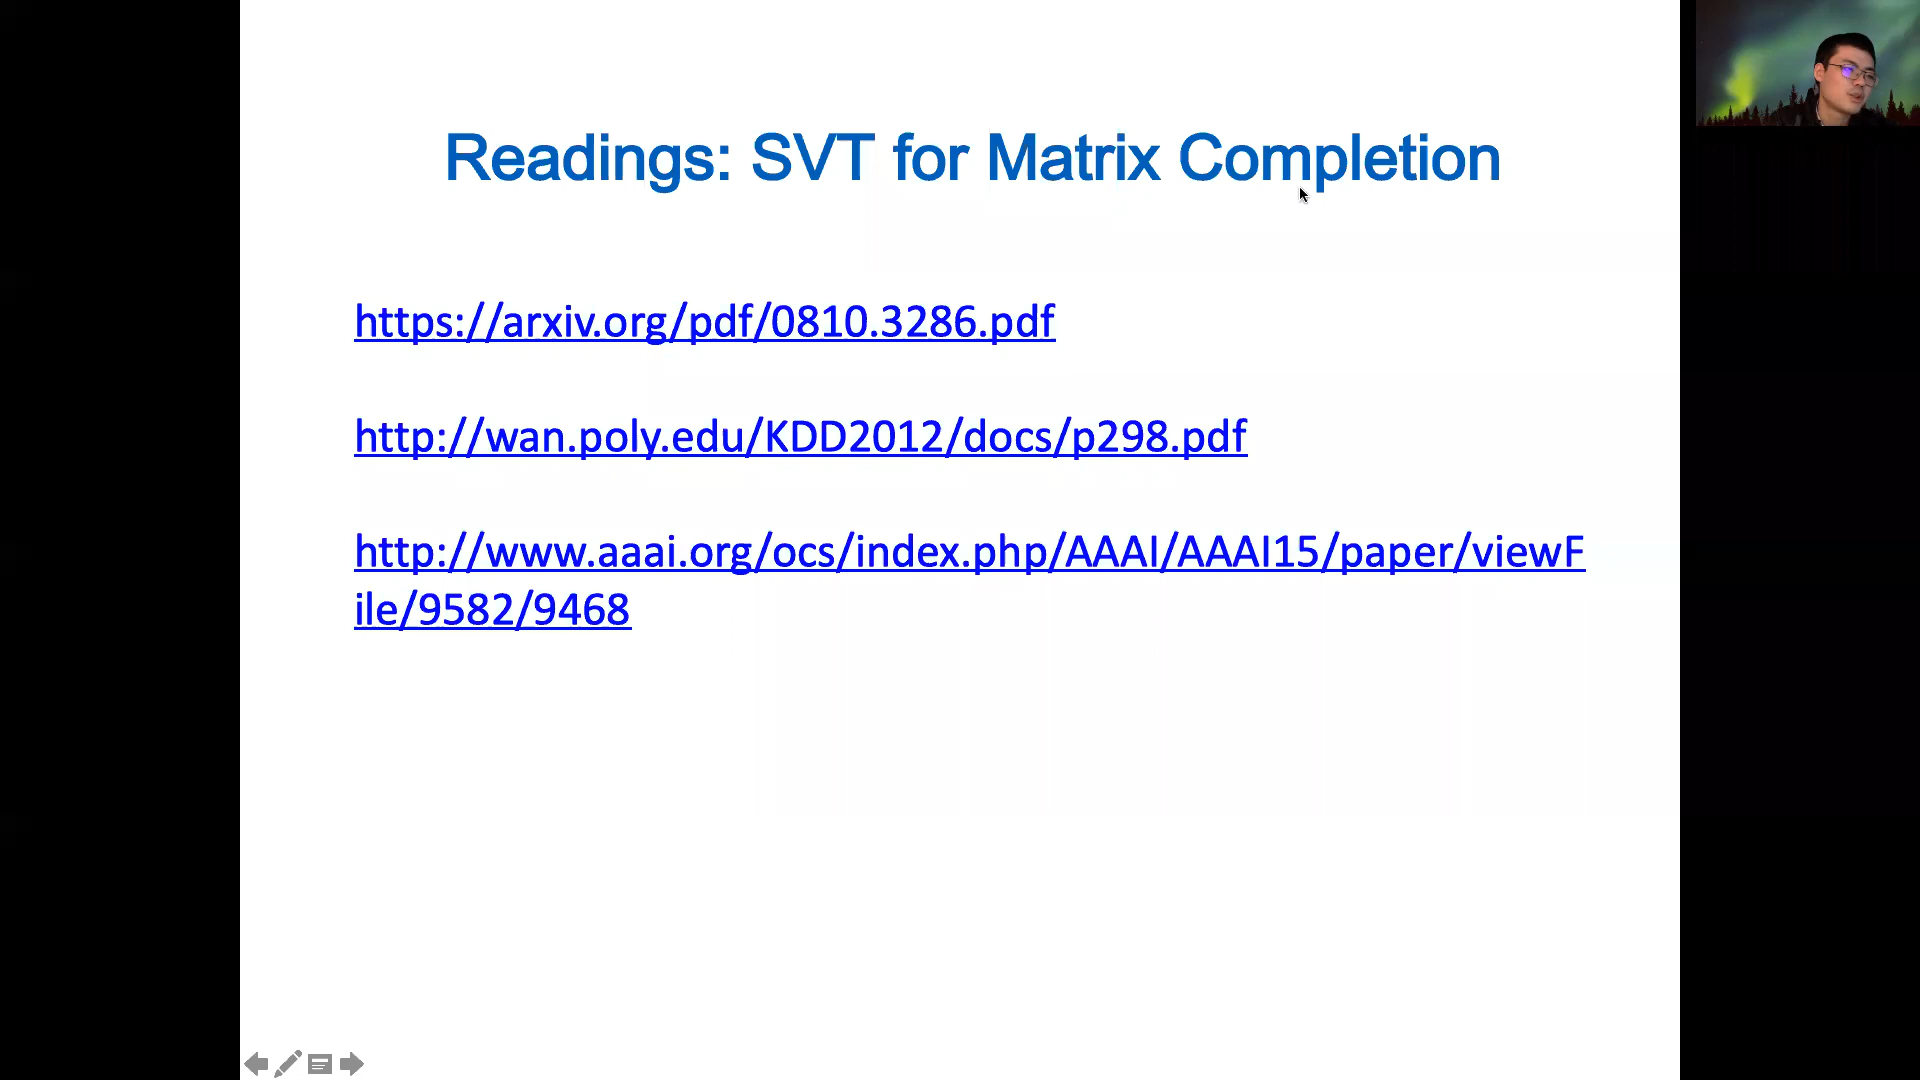 Readings: SVT for Matrix Completion
https://arxiv.org/pdf/0810.3286.pdf
http://wan.poly.edu/KDD2012/docs/p298.pdf
http://www.aaai.org/ocs/index.php/AAAI/AAAI15/paper/viewF
ile/9582/9468